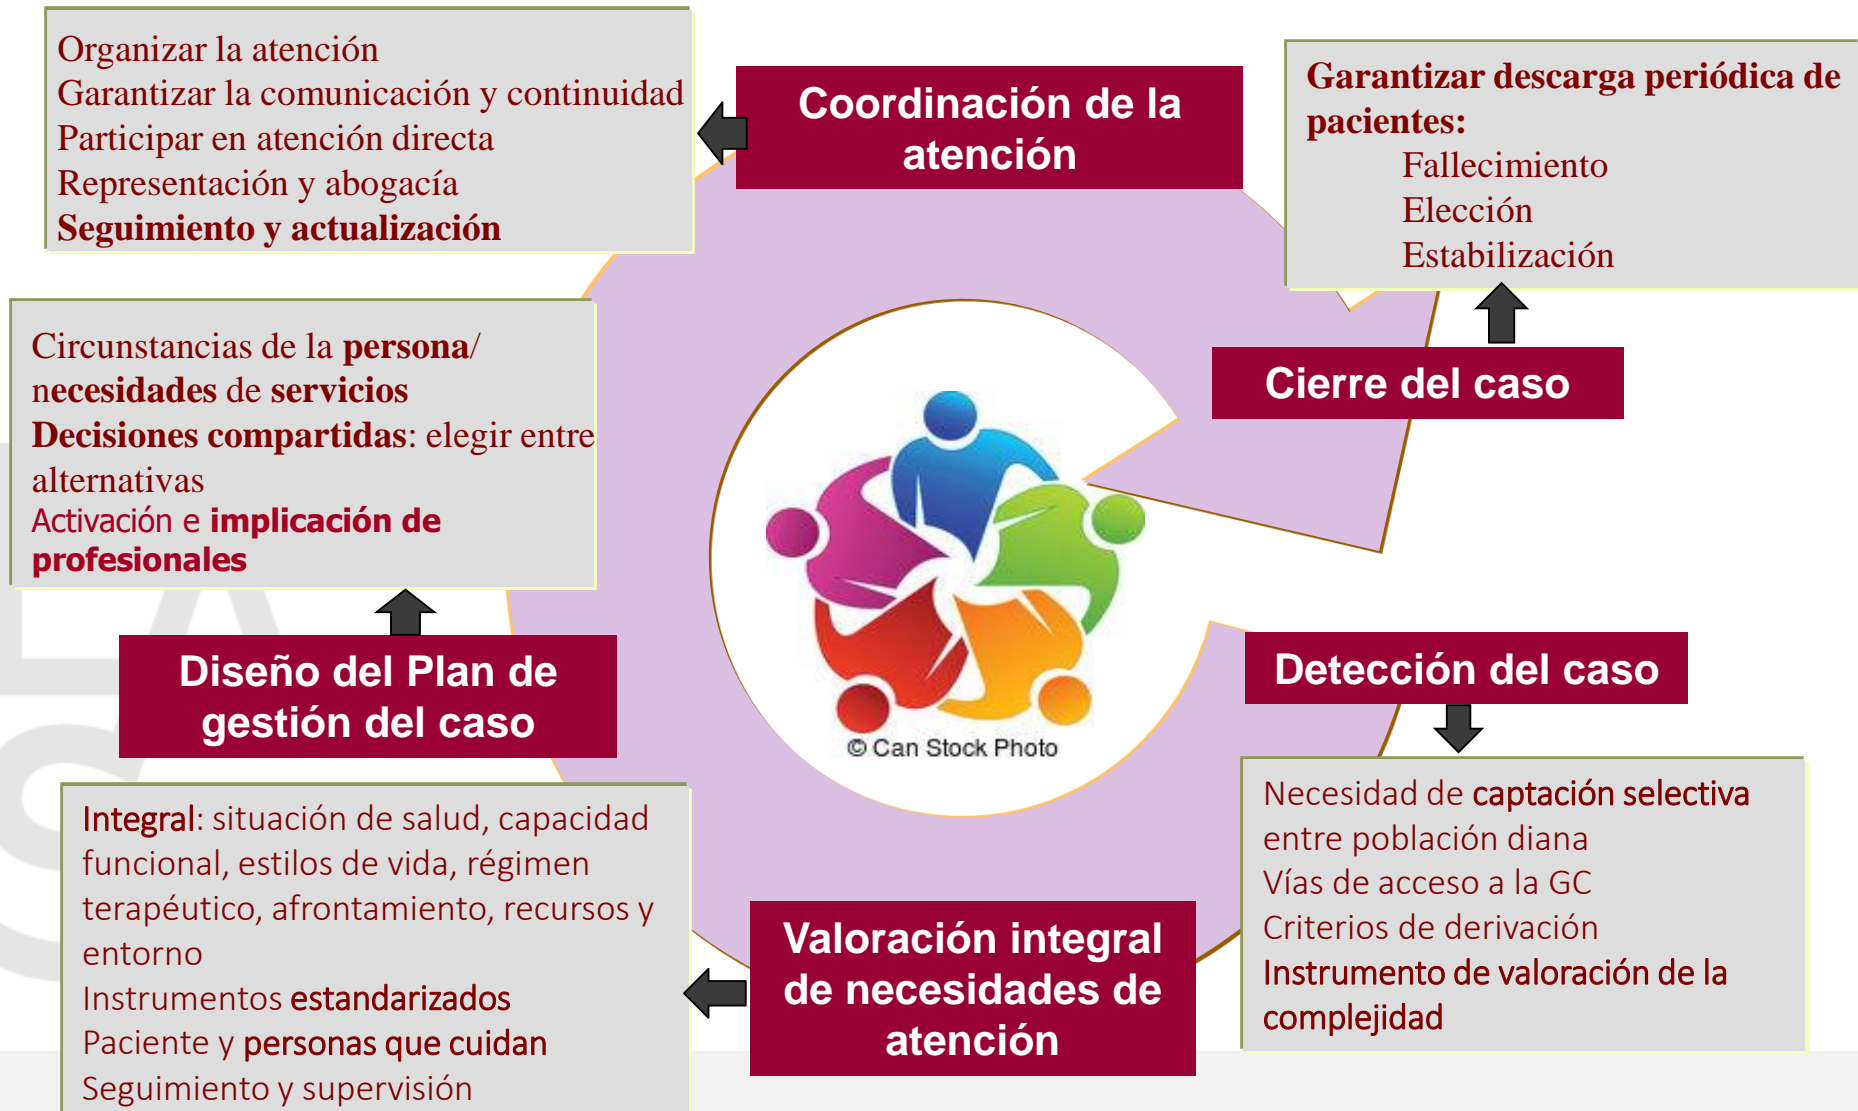 Organizar la atención
Garantizar la comunicación y continuidad
Participar en atención directa
Representación y abogacía
Seguimiento y actualización
Coordinación de la
atención
Garantizar descarga periódica de
pacientes:
Fallecimiento
Elección
Estabilización
Cierre del caso
Circunstancias de la persona/
necesidades de servicios
Decisiones compartidas: elegir entre
alternativas
Activación e implicación de
profesionales
Diseño del Plan de
gestión del caso
© Can Stock Photo
Detección del caso
Necesidad de captación selectiva
entre población diana
Vías de acceso a la GC
Criterios de derivación
Instrumento de valoración de la
complejidad
Integral: situación de salud, capacidad
funcional, estilos de vida, régimen
terapéutico, afrontamiento, recursos y
entorno
Instrumentos estandarizados
Paciente y personas que cuidan
Seguimiento y supervisión
Valoración integral
de necesidades de
atención